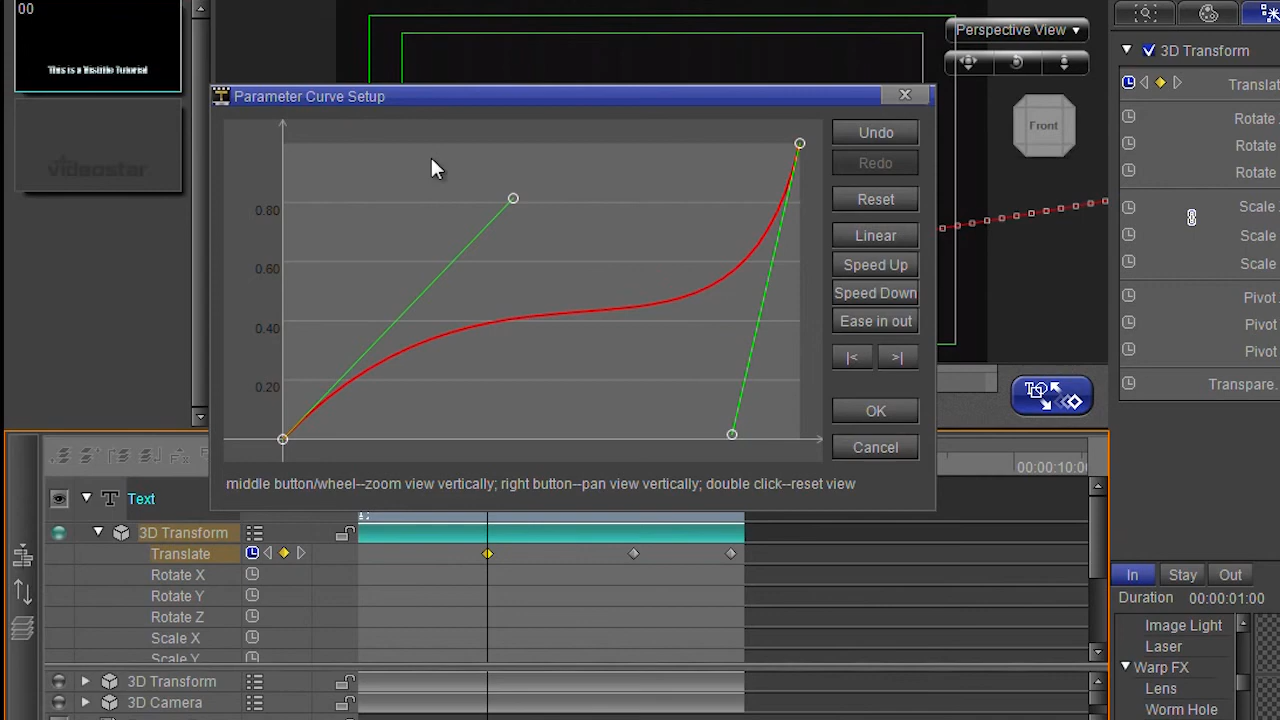 00
This is a Vistitle Tutorial
videostar
Perspective View
Front
Parameter Curve Setup
0.80
0.60
0.40
0.20
Undo
Redo
Reset
Linear
Speed Up
Speed Down
Ease in out
|<
>|
OK
Cancel
middle button/wheel--zoom view vertically; right button--pan view vertically; double click--reset view
3D Transform
Translat
Rotate
Rotate
Rotate
Scale
Scale
Scale
Pivot
Pivot
Pivot
Transpare.
00:00:10:0
Text
3D Transform
Translate
Rotate X
Rotate Y
Rotate Z
Scale X
Scale Y
3D Transform
3D Camera
In
Stay
Out
Duration
00:00:01:00
Image Light
Laser
Warp FX
Lens
Worm Hole